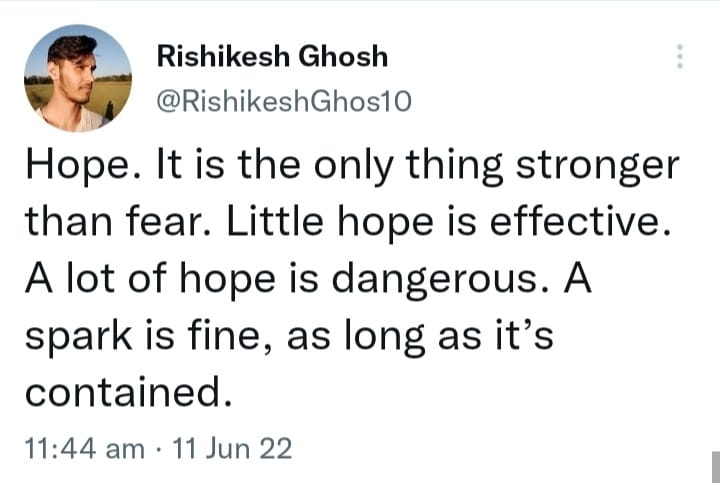 Rishikesh Ghosh
@RishikeshGhos10
Hope. It is the only thing stronger
than fear. Little hope is effective.
A lot of hope is dangerous. A
spark is fine, as long as it’s
contained.
11:44 am · 11 Jun 22